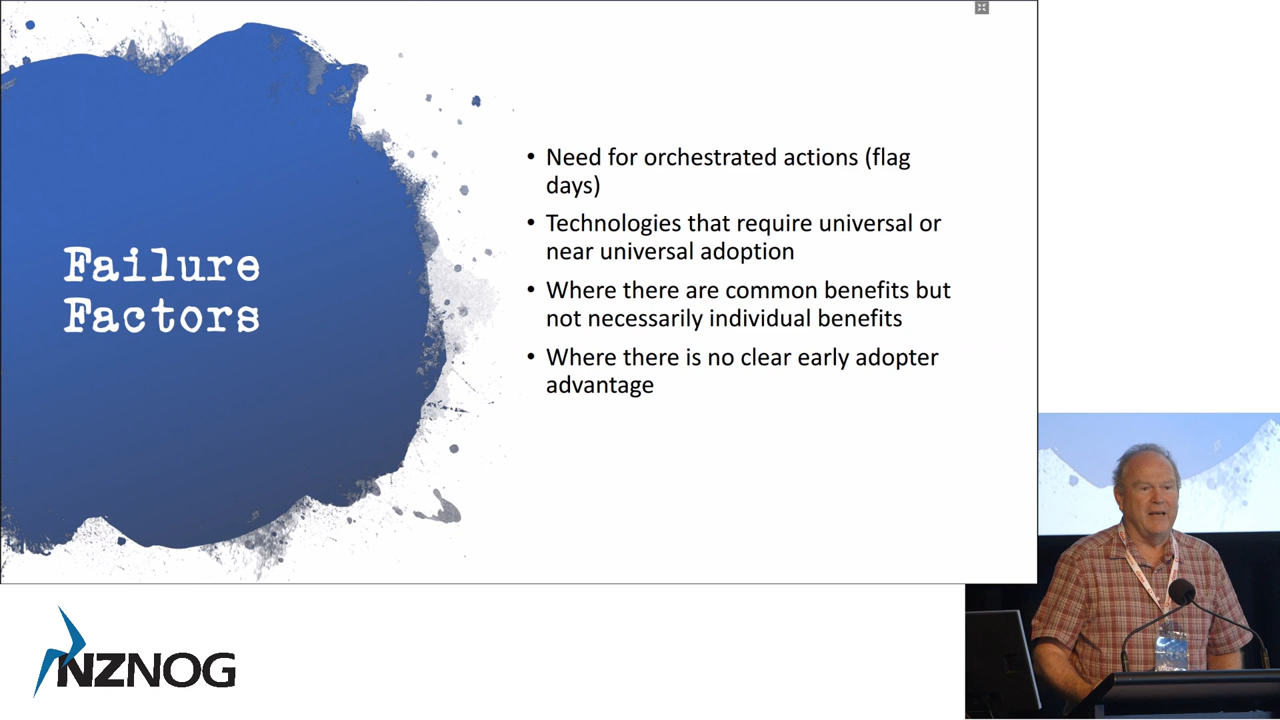 Failure
Factors
• Need for orchestrated actions (flag
days)
• Technologies that require universal or
near universal adoption
• Where there are common benefits but
not necessarily individual benefits
• Where there is no clear early adopter
advantage
NZNOG